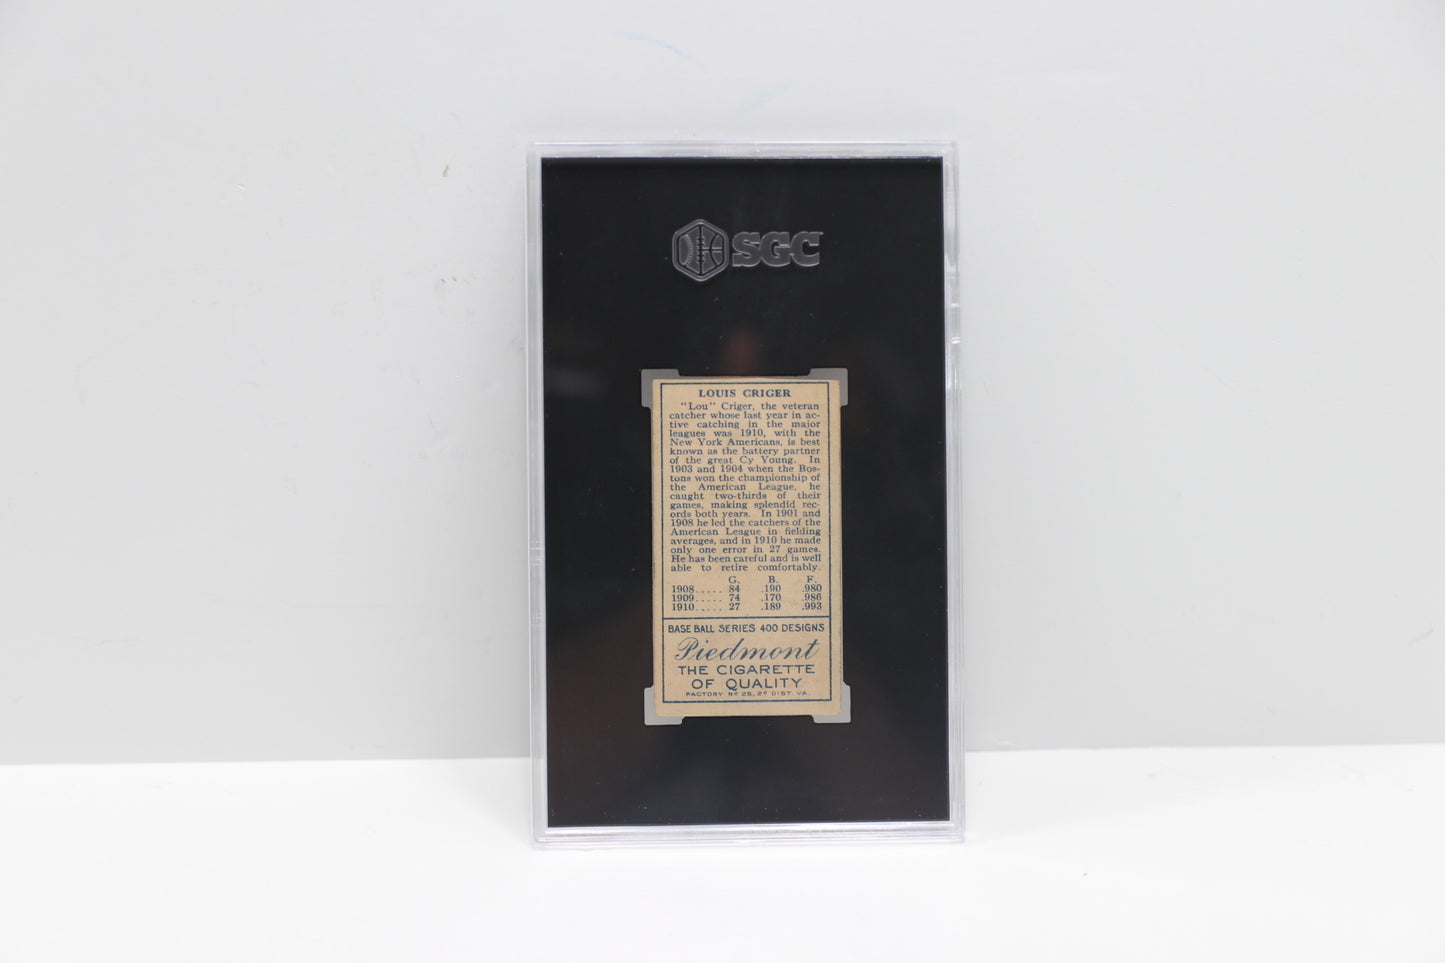 SGC
LOUIS CRIGER
"Lou" Criger, the veteran
catcher whose last year in ac-
tive catching in the major
leagues was 1910, with the
New York Americans, is best
known as the battery partner
of the great Cy Young. In
1903 and 1904 when the Bos-
tons won the championship of
the American League, he
caught two-thirds of their
games, making splendid rec-
ords both years. In 1901 and
1908 he led the catchers of the
American League in fielding
averages, and in 1910 he made
only one error in 27 games.
He has been careful and is well
able to retire comfortably.
G. B. F.
1908..... 84 .190 .980
1909..... 74 .170 .986
1910..... 27 .189 .993
BASE BALL SERIES 400 DESIGNS
Piedmont
THE CIGARETTE
OF QUALITY
FACTORY Nº 25, 2ᵈ DIST. VA.